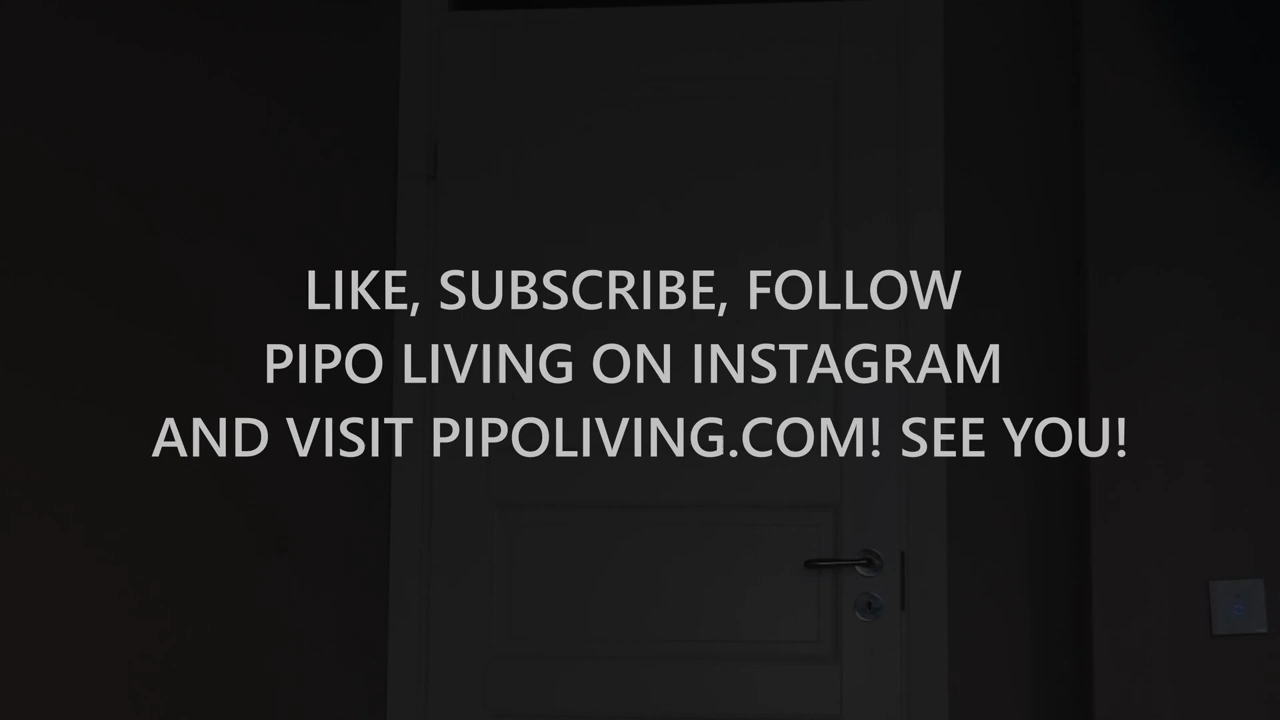 LIKE, SUBSCRIBE, FOLLOW
PIPO LIVING ON INSTAGRAM
AND VISIT PIPOLIVING.COM! SEE YOU!